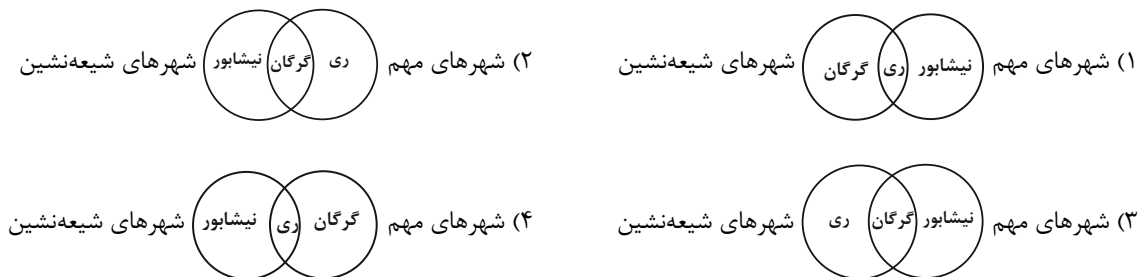 ۱) شهرهای مهم نیشابور ری گرگان شهرهای شیعه‌نشین
۲) شهرهای مهم ری گرگان نیشابور شهرهای شیعه‌نشین
۳) شهرهای مهم نیشابور گرگان ری شهرهای شیعه‌نشین
۴) شهرهای مهم گرگان ری نیشابور شهرهای شیعه‌نشین